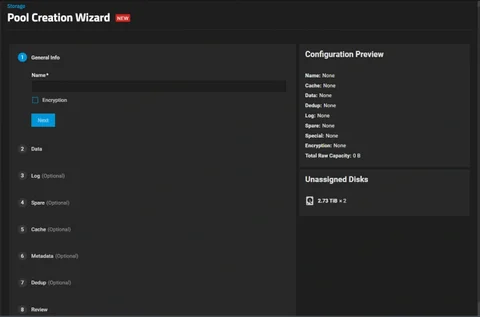 Storage
Pool Creation Wizard NEW
1 General Info
Name*
Encryption
Next
2 Data
3 Log (Optional)
4 Spare (Optional)
5 Cache (Optional)
6 Metadata (Optional)
7 Dedup (Optional)
8 Review
Configuration Preview
Name: None
Cache: None
Data: None
Dedup: None
Log: None
Spare: None
Special: None
Encryption: None
Total Raw Capacity: 0 B
Unassigned Disks
2.73 TiB × 2